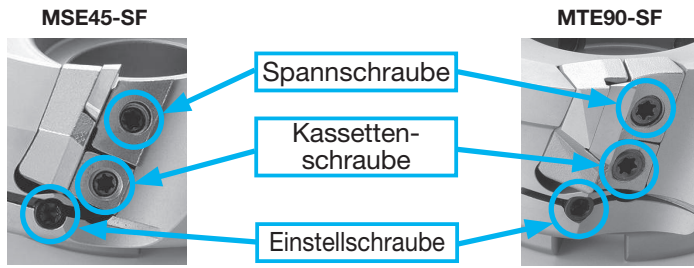 MSE45-SF
MTE90-SF
Spannschraube
Kassetten-
schraube
Einstellschraube